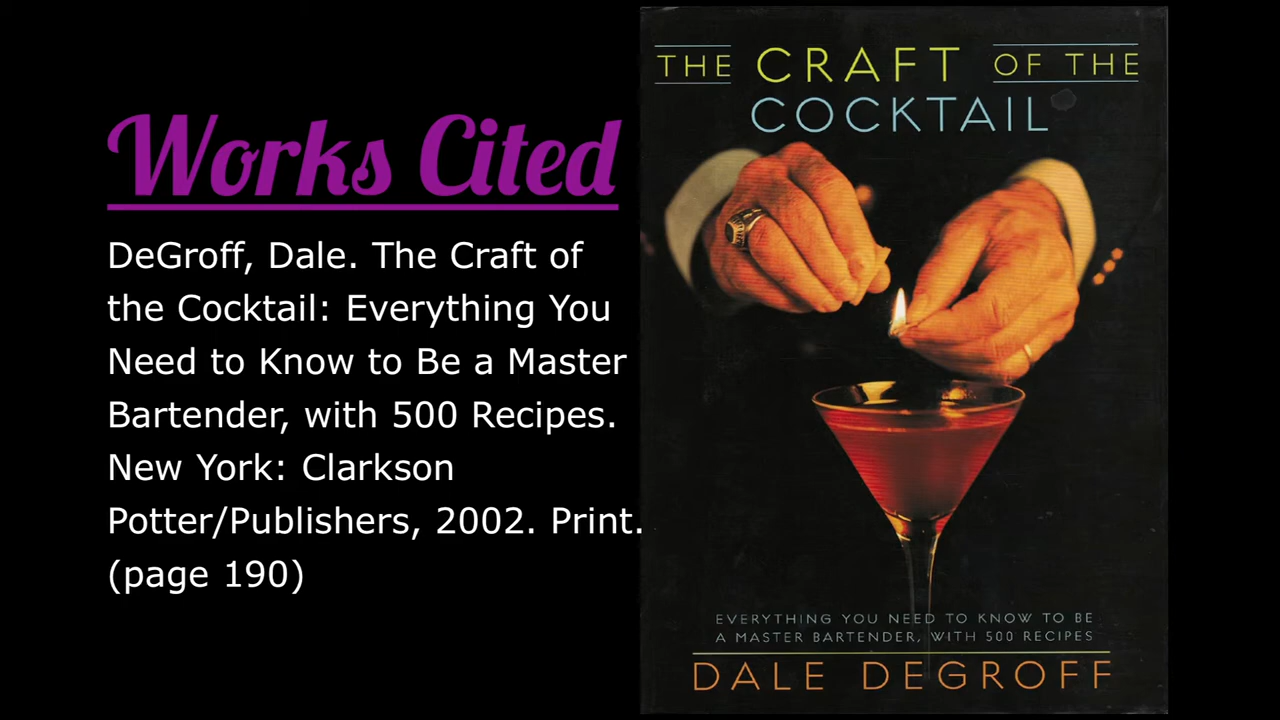 Works Cited
DeGroff, Dale. The Craft of
the Cocktail: Everything You
Need to Know to Be a Master
Bartender, with 500 Recipes.
New York: Clarkson
Potter/Publishers, 2002. Print.
(page 190)
THE CRAFT OF THE
COCKTAIL
EVERYTHING YOU NEED TO KNOW TO BE
A MASTER BARTENDER, WITH 500 RECIPES
DALE DEGROFF